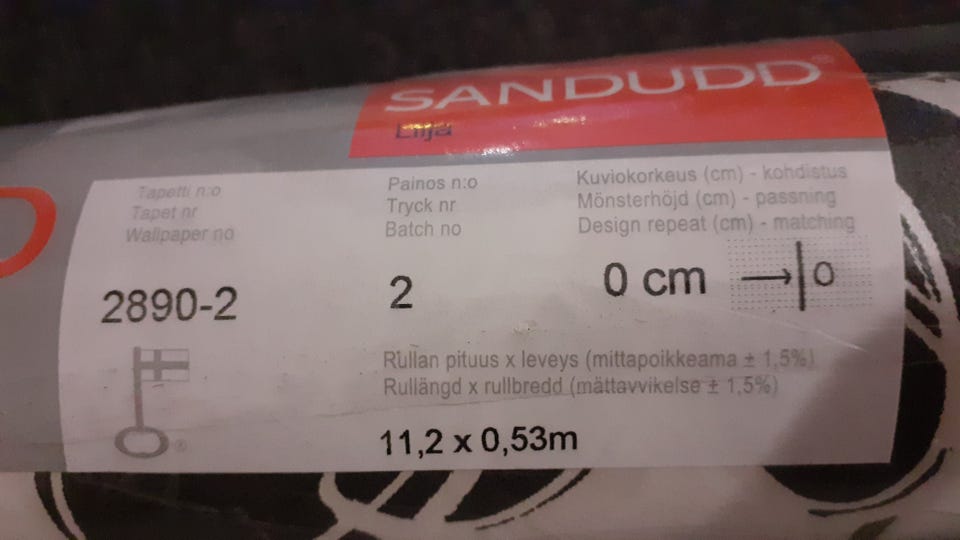 SANDUDD®
Lilja
Tapetti n:o
Tapet nr
Wallpaper no
2890-2
Painos n:o
Tryck nr
Batch no
2
Kuviokorkeus (cm) - kohdistus
Mönsterhöjd (cm) - passning
Design repeat (cm) - matching
0 cm → | 0
Rullan pituus x leveys (mittapoikkeama ± 1,5%)
Rullängd x rullbredd (mättavvikelse ± 1,5%)
11,2 x 0,53m
®